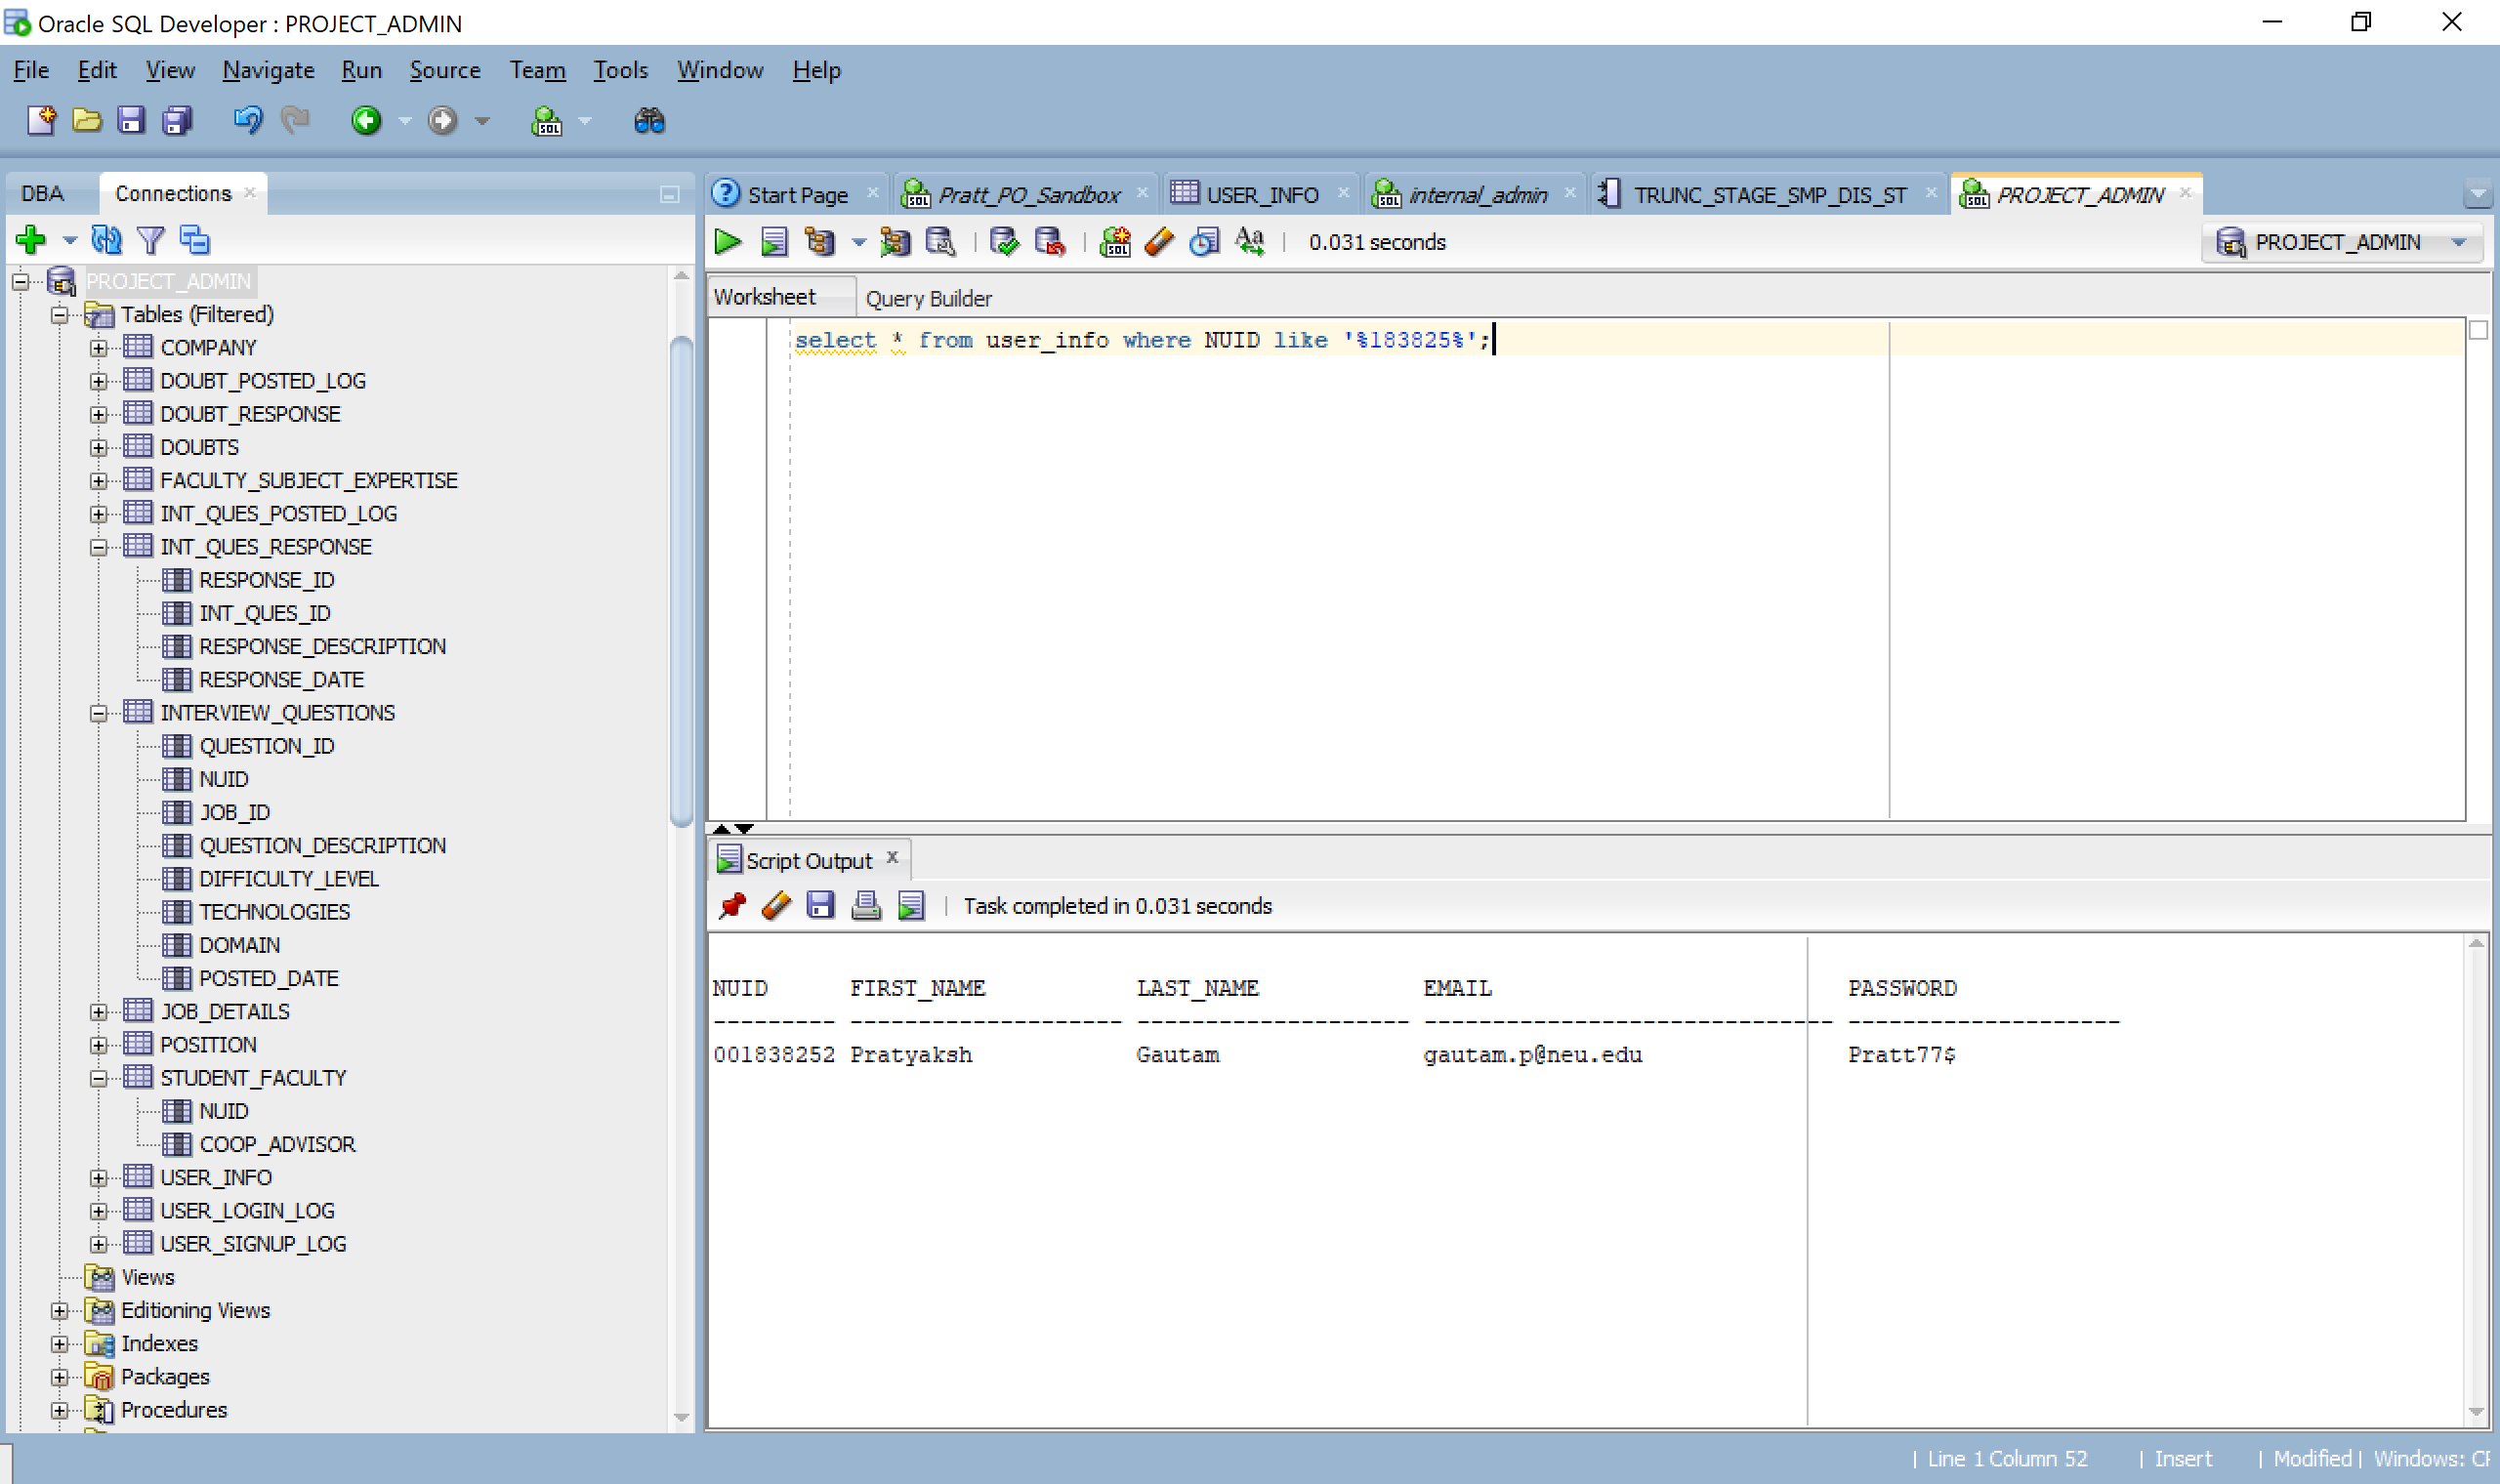 Oracle SQL Developer : PROJECT_ADMIN
File Edit View Navigate Run Source Team Tools Window Help
DBA Connections
Start Page Pratt_PO_Sandbox USER_INFO internal_admin TRUNC_STAGE_SMP_DIS_ST PROJECT_ADMIN
0.031 seconds PROJECT_ADMIN
Worksheet Query Builder
select * from user_info where NUID like '%183825%';
PROJECT_ADMIN
Tables (Filtered)
COMPANY
DOUBT_POSTED_LOG
DOUBT_RESPONSE
DOUBTS
FACULTY_SUBJECT_EXPERTISE
INT_QUES_POSTED_LOG
INT_QUES_RESPONSE
RESPONSE_ID
INT_QUES_ID
RESPONSE_DESCRIPTION
RESPONSE_DATE
INTERVIEW_QUESTIONS
QUESTION_ID
NUID
JOB_ID
QUESTION_DESCRIPTION
DIFFICULTY_LEVEL
TECHNOLOGIES
DOMAIN
POSTED_DATE
JOB_DETAILS
POSITION
STUDENT_FACULTY
NUID
COOP_ADVISOR
USER_INFO
USER_LOGIN_LOG
USER_SIGNUP_LOG
Views
Editioning Views
Indexes
Packages
Procedures
Script Output
Task completed in 0.031 seconds
NUID FIRST_NAME LAST_NAME EMAIL PASSWORD
--------- -------------------- -------------------- ------------------------------ --------------------
001838252 Pratyaksh Gautam gautam.p@neu.edu Pratt77$
| Line 1 Column 52 | Insert | Modified | Windows: